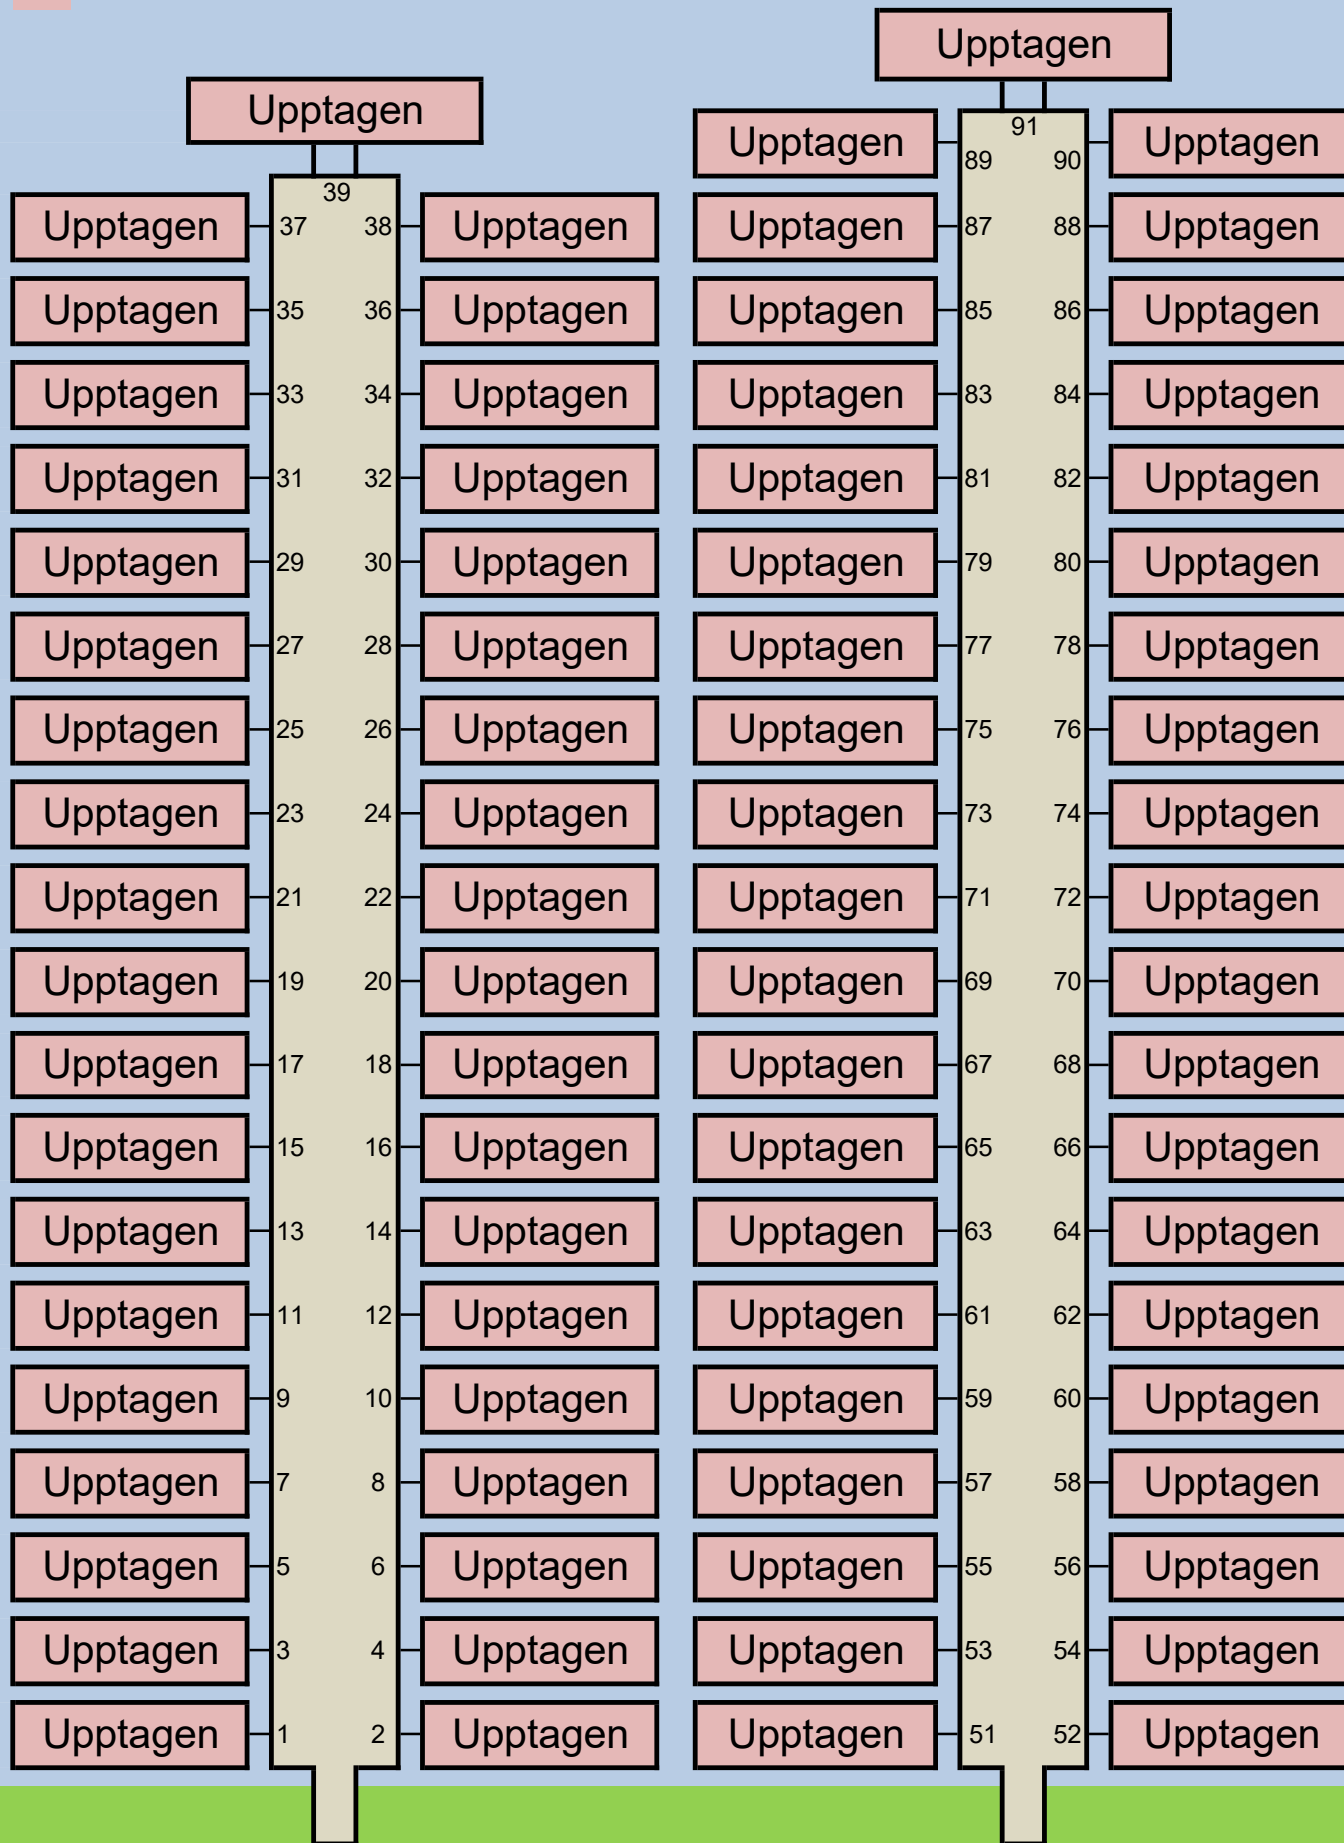 Upptagen
Upptagen
Upptagen 89 91 90 Upptagen
39
Upptagen 37 38 Upptagen Upptagen 87 88 Upptagen
Upptagen 35 36 Upptagen Upptagen 85 86 Upptagen
Upptagen 33 34 Upptagen Upptagen 83 84 Upptagen
Upptagen 31 32 Upptagen Upptagen 81 82 Upptagen
Upptagen 29 30 Upptagen Upptagen 79 80 Upptagen
Upptagen 27 28 Upptagen Upptagen 77 78 Upptagen
Upptagen 25 26 Upptagen Upptagen 75 76 Upptagen
Upptagen 23 24 Upptagen Upptagen 73 74 Upptagen
Upptagen 21 22 Upptagen Upptagen 71 72 Upptagen
Upptagen 19 20 Upptagen Upptagen 69 70 Upptagen
Upptagen 17 18 Upptagen Upptagen 67 68 Upptagen
Upptagen 15 16 Upptagen Upptagen 65 66 Upptagen
Upptagen 13 14 Upptagen Upptagen 63 64 Upptagen
Upptagen 11 12 Upptagen Upptagen 61 62 Upptagen
Upptagen 9 10 Upptagen Upptagen 59 60 Upptagen
Upptagen 7 8 Upptagen Upptagen 57 58 Upptagen
Upptagen 5 6 Upptagen Upptagen 55 56 Upptagen
Upptagen 3 4 Upptagen Upptagen 53 54 Upptagen
Upptagen 1 2 Upptagen Upptagen 51 52 Upptagen